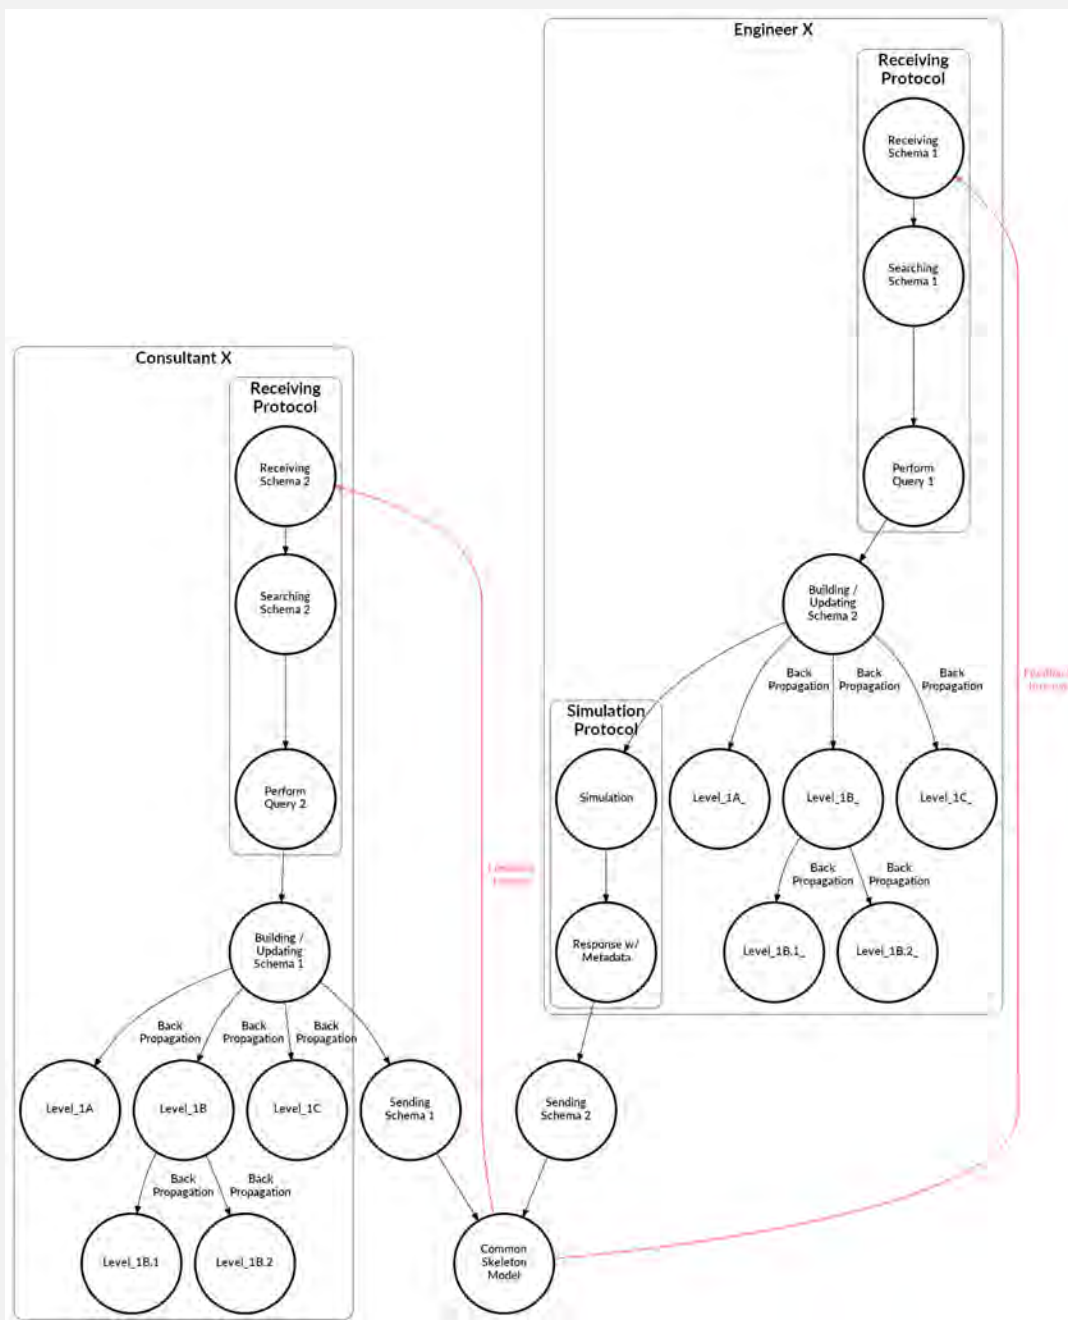 Engineer X
Receiving
Protocol
Receiving
Schema 1
Searching
Schema 1
Perform
Query 1
Building /
Updating
Schema 2
Back
Propagation
Back
Propagation
Back
Propagation
Simulation
Protocol
Simulation
Level_1A_
Level_1B_
Level_1C_
Back
Propagation
Back
Propagation
Response w/
Metadata
Level_1B.1_
Level_1B.2_
Consultant X
Receiving
Protocol
Receiving
Schema 2
Searching
Schema 2
Perform
Query 2
Building /
Updating
Schema 1
Back
Propagation
Back
Propagation
Back
Propagation
Level_1A
Level_1B
Level_1C
Sending
Schema 1
Sending
Schema 2
Back
Propagation
Back
Propagation
Level_1B.1
Level_1B.2
Common
Skeleton
Model